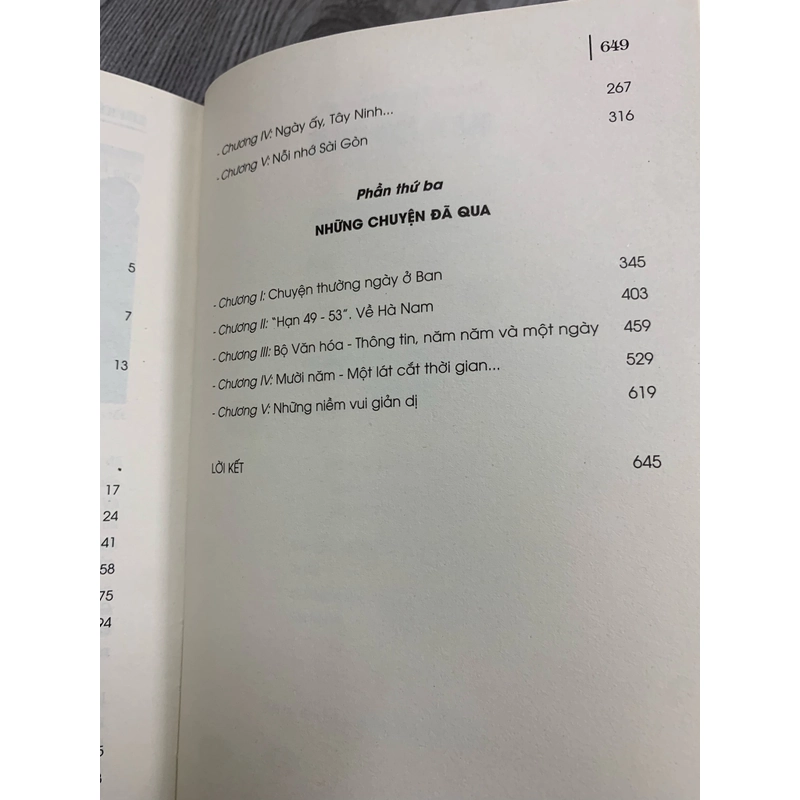 5
7
13
17
24
41
58
75
94
649
- Chương IV: Ngày ấy, Tây Ninh... 267
- Chương V: Nỗi nhớ Sài Gòn 316
Phần thứ ba
NHỮNG CHUYỆN ĐÃ QUA
- Chương I: Chuyện thường ngày ở Ban 345
- Chương II: “Hạn 49 - 53”. Về Hà Nam 403
- Chương III: Bộ Văn hóa - Thông tin, năm năm và một ngày 459
- Chương IV: Mười năm - Một lát cắt thời gian... 529
- Chương V: Những niềm vui giản dị 619
LỜI KẾT 645